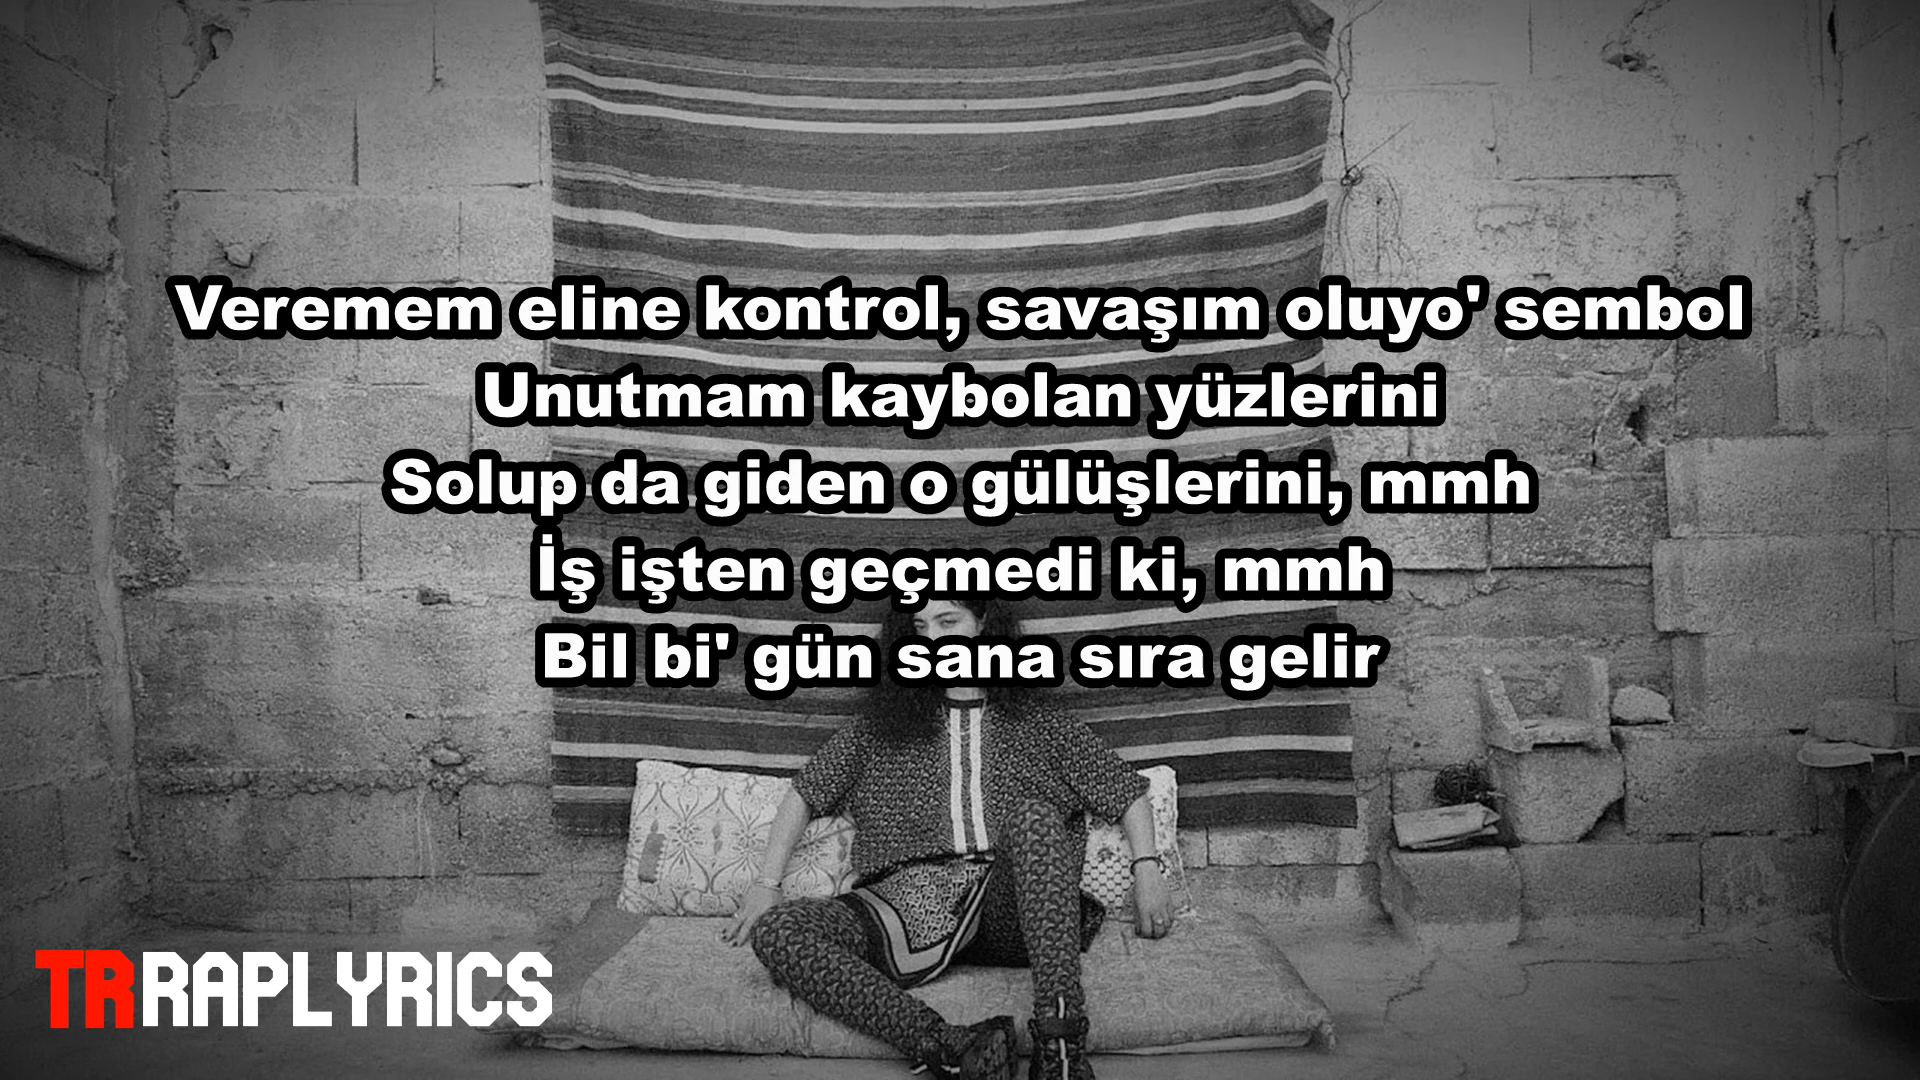 Veremem eline kontrol, savaşım oluyo' sembol
Unutmam kaybolan yüzlerini
Solup da giden o gülüşlerini, mmh
İş işten geçmedi ki, mmh
Bil bi' gün sana sıra gelir
TRRAPLYRICS